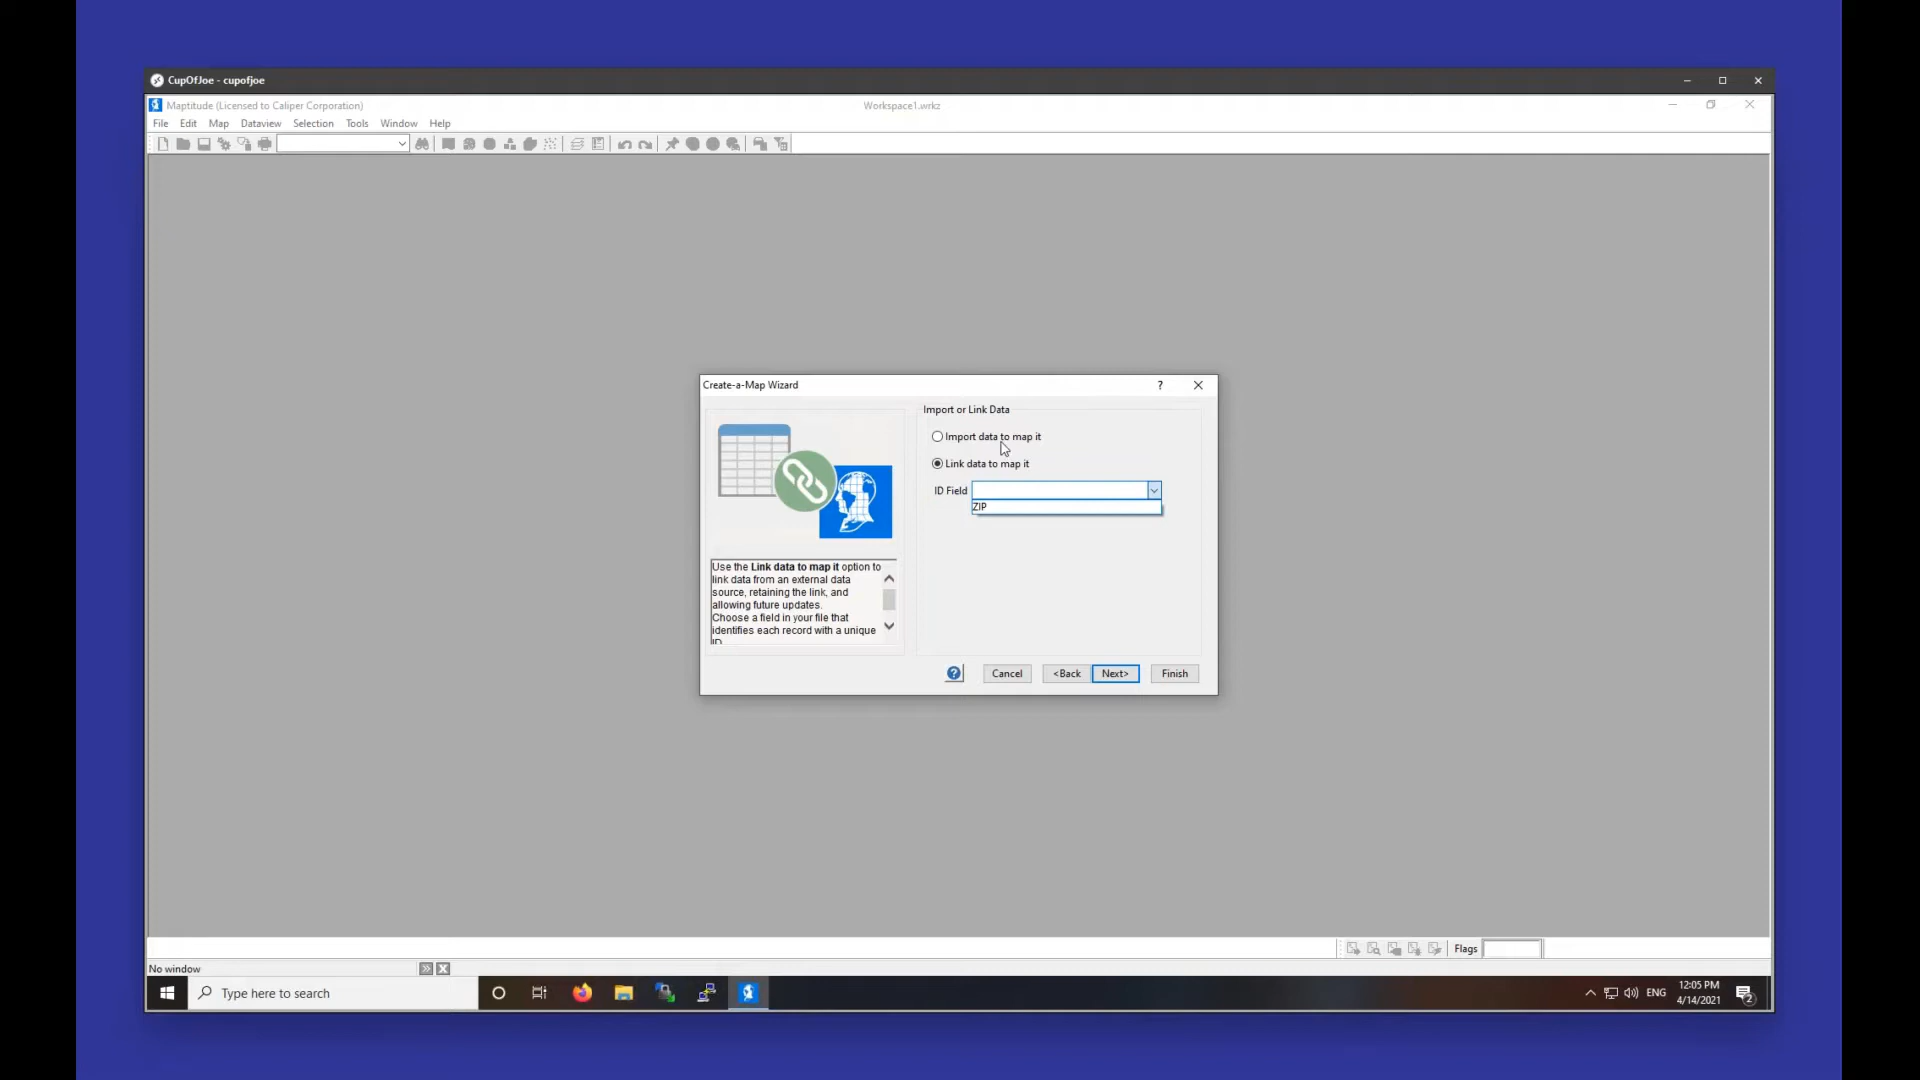 CupOfJoe - cupofjoe
Maptitude (Licensed to Caliper Corporation)
Workspace1.wrkz
File Edit Map Dataview Selection Tools Window Help
Create-a-Map Wizard
?
Import or Link Data
Import data to map it
Link data to map it
ID Field
ZIP
Use the Link data to map it option to
link data from an external data
source, retaining the link, and
allowing future updates.
Choose a field in your file that
identifies each record with a unique
ID
? Cancel <Back Next> Finish
Flags
No window
Type here to search
ENG
12:05 PM
4/14/2021
2